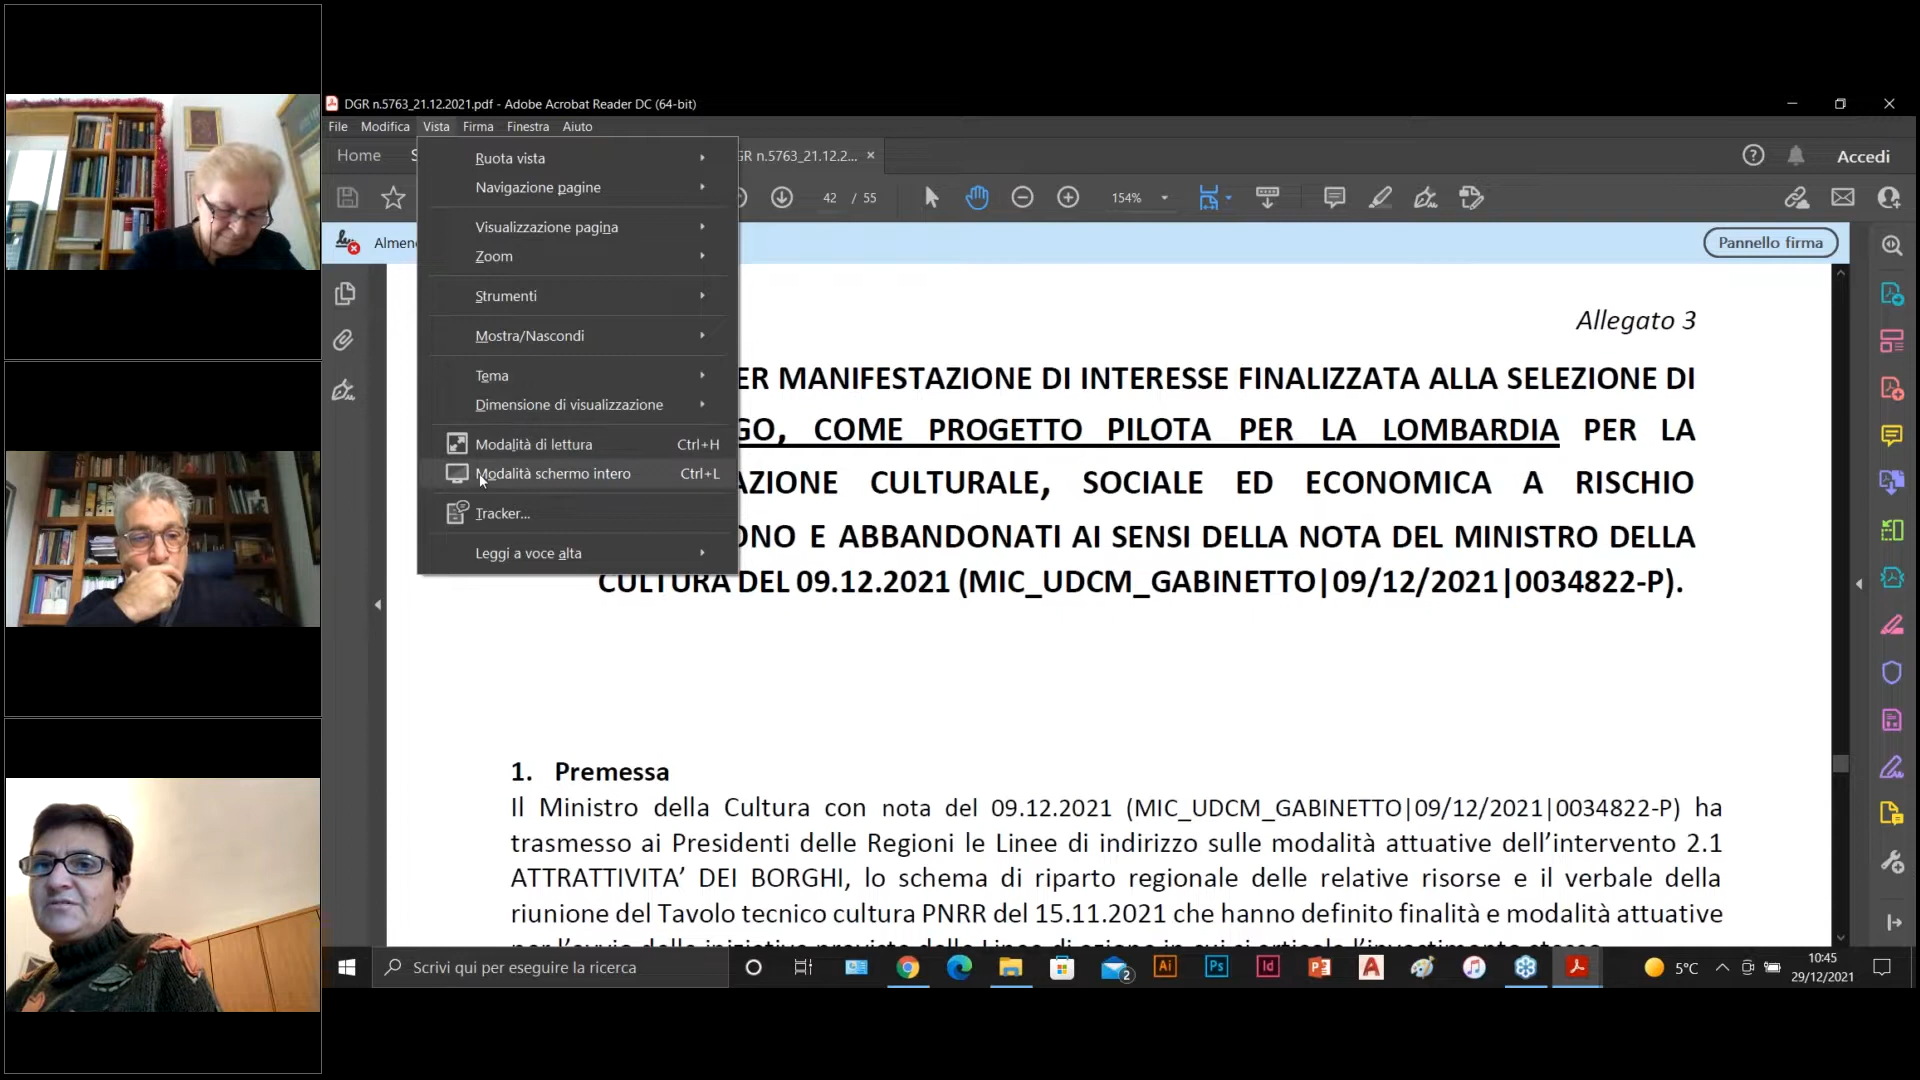 DGR n.5763_21.12.2021.pdf - Adobe Acrobat Reader DC (64-bit)
File Modifica Vista Firma Finestra Aiuto
Home
GR n.5763_21.12.2...
Accedi
42 / 55
154%
Pannello firma
Ruota vista
Navigazione pagine
Visualizzazione pagina
Zoom
Strumenti
Mostra/Nascondi
Tema
Dimensione di visualizzazione
Modalità di lettura Ctrl+H
Modalità schermo intero Ctrl+L
Tracker...
Leggi a voce alta
Allegato 3
ER MANIFESTAZIONE DI INTERESSE FINALIZZATA ALLA SELEZIONE DI
GO, COME PROGETTO PILOTA PER LA LOMBARDIA PER LA
AZIONE CULTURALE, SOCIALE ED ECONOMICA A RISCHIO
ONO E ABBANDONATI AI SENSI DELLA NOTA DEL MINISTRO DELLA
CULTURA DEL 09.12.2021 (MIC_UDCM_GABINETTO|09/12/2021|0034822-P).
1. Premessa
Il Ministro della Cultura con nota del 09.12.2021 (MIC_UDCM_GABINETTO|09/12/2021|0034822-P) ha
trasmesso ai Presidenti delle Regioni le Linee di indirizzo sulle modalità attuative dell’intervento 2.1
ATTRATTIVITA’ DEI BORGHI, lo schema di riparto regionale delle relative risorse e il verbale della
riunione del Tavolo tecnico cultura PNRR del 15.11.2021 che hanno definito finalità e modalità attuative
Scrivi qui per eseguire la ricerca
2
Ai
Ps
Id
5°C
10:45
29/12/2021